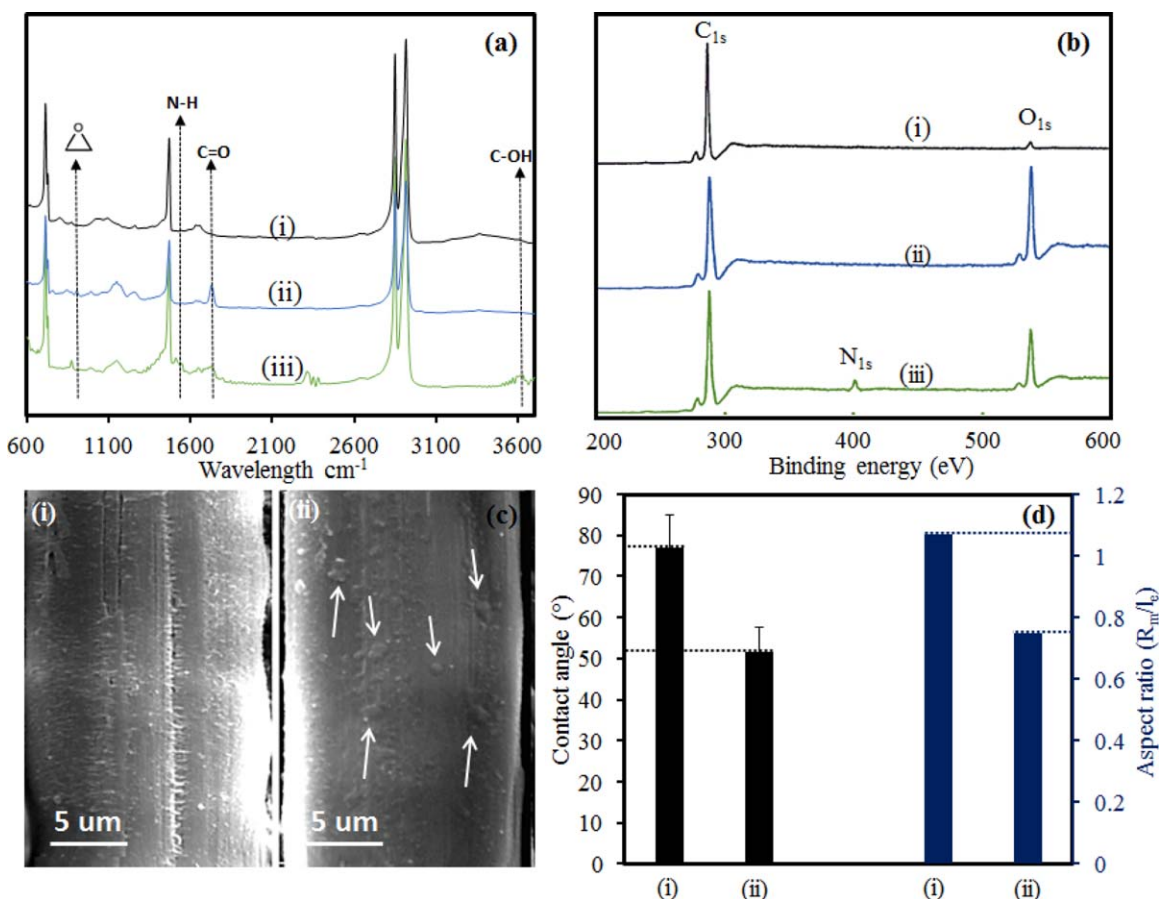 (a)
O
N-H
C=O
C-OH
(i)
(ii)
(iii)
600 1100 1600 2100 2600 3100 3600
Wavelength cm-1
(b)
C1s
O1s
(i)
(ii)
N1s
(iii)
200 300 400 500 600
Binding energy (eV)
(i)
(ii)
(c)
5 um
5 um
(d)
90
80
70
60
50
40
30
20
10
0
Contact angle (°)
1.2
1
0.8
0.6
0.4
0.2
0
Aspect ratio (Rm/le)
(i) (ii) (i) (ii)